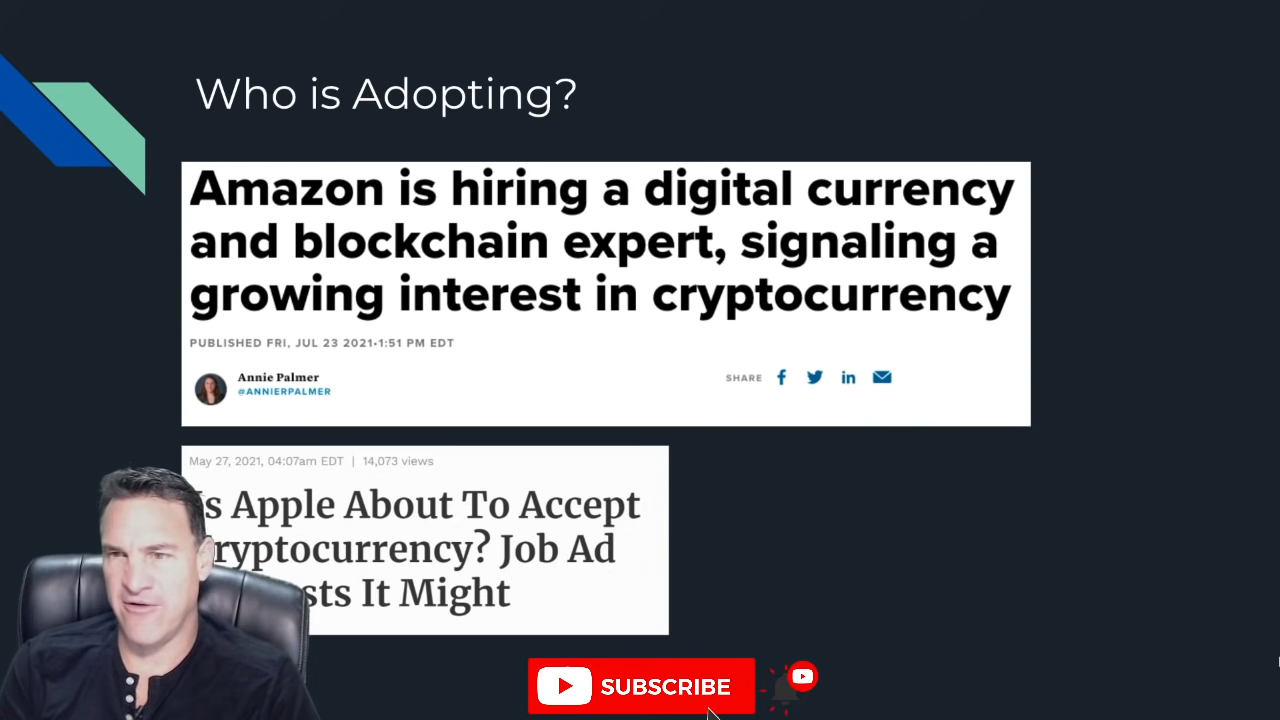 Who is Adopting?
Amazon is hiring a digital currency
and blockchain expert, signaling a
growing interest in cryptocurrency
PUBLISHED FRI, JUL 23 2021•1:51 PM EDT
Annie Palmer
@ANNIERPALMER
SHARE
May 27, 2021, 04:07am EDT | 14,073 views
s Apple About To Accept
ryptocurrency? Job Ad
sts It Might
SUBSCRIBE